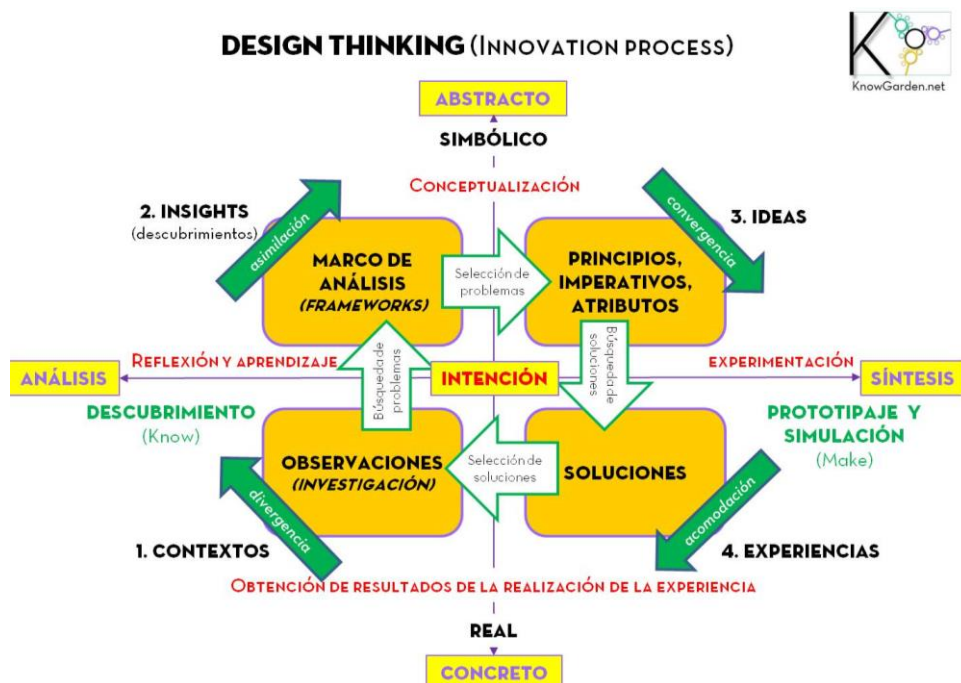 DESIGN THINKING (INNOVATION PROCESS)
K
KnowGarden.net
ABSTRACTO
SIMBÓLICO
CONCEPTUALIZACIÓN
2. INSIGHTS
(descubrimientos)
asimilación
convergencia
3. IDEAS
MARCO DE
ANÁLISIS
(FRAMEWORKS)
Selección de
problemas
PRINCIPIOS,
IMPERATIVOS,
ATRIBUTOS
Búsqueda de
problemas
Búsqueda de
soluciones
ANÁLISIS
REFLEXIÓN Y APRENDIZAJE
INTENCIÓN
EXPERIMENTACIÓN
SÍNTESIS
DESCUBRIMIENTO
(Know)
PROTOTIPAJE Y
SIMULACIÓN
(Make)
OBSERVACIONES
(INVESTIGACIÓN)
Selección de
soluciones
SOLUCIONES
divergencia
acomodación
1. CONTEXTOS
4. EXPERIENCIAS
OBTENCIÓN DE RESULTADOS DE LA REALIZACIÓN DE LA EXPERIENCIA
REAL
CONCRETO